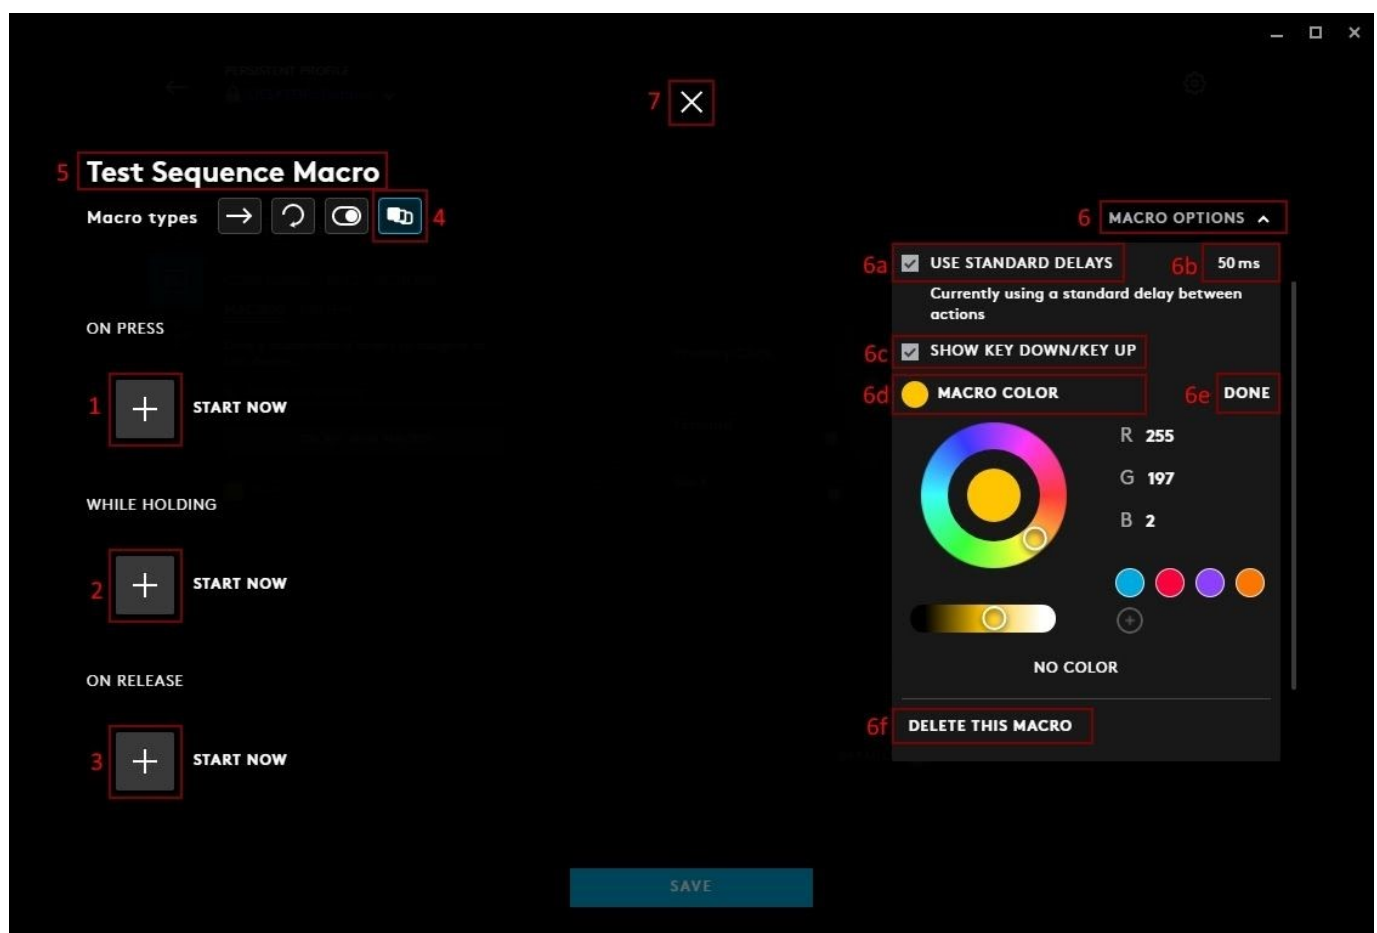 PERSISTENT PROFILE
7
5 Test Sequence Macro
Macro types 4
6 MACRO OPTIONS
6a USE STANDARD DELAYS 6b 50 ms
Currently using a standard delay between
actions
6c SHOW KEY DOWN/KEY UP
6d MACRO COLOR 6e DONE
R 255
G 197
B 2
NO COLOR
6f DELETE THIS MACRO
ON PRESS
1 START NOW
WHILE HOLDING
2 START NOW
ON RELEASE
3 START NOW
SAVE